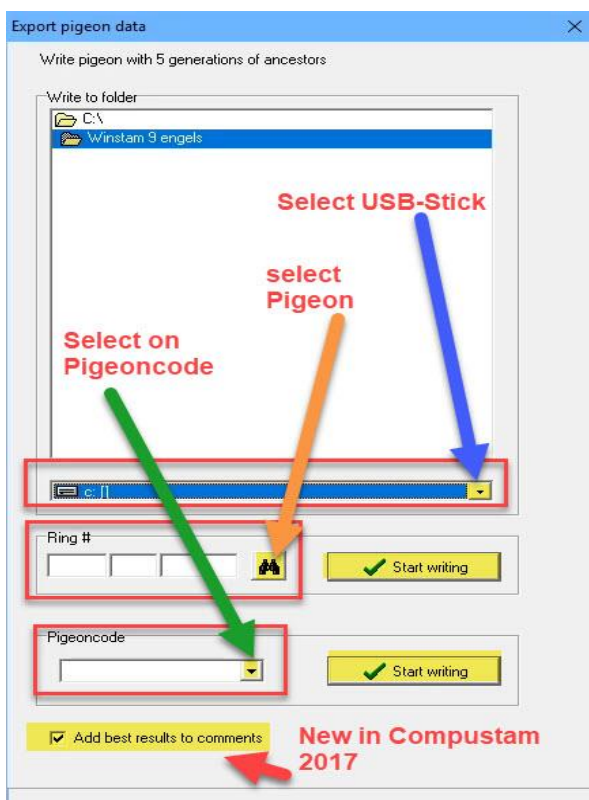 Export pigeon data
Write pigeon with 5 generations of ancestors
Write to folder
C:\
Winstam 9 engels
Select USB-Stick
select
Pigeon
Select on
Pigeoncode
c: []
Ring #
Start writing
Pigeoncode
Start writing
Add best results to comments
New in Compustam
2017